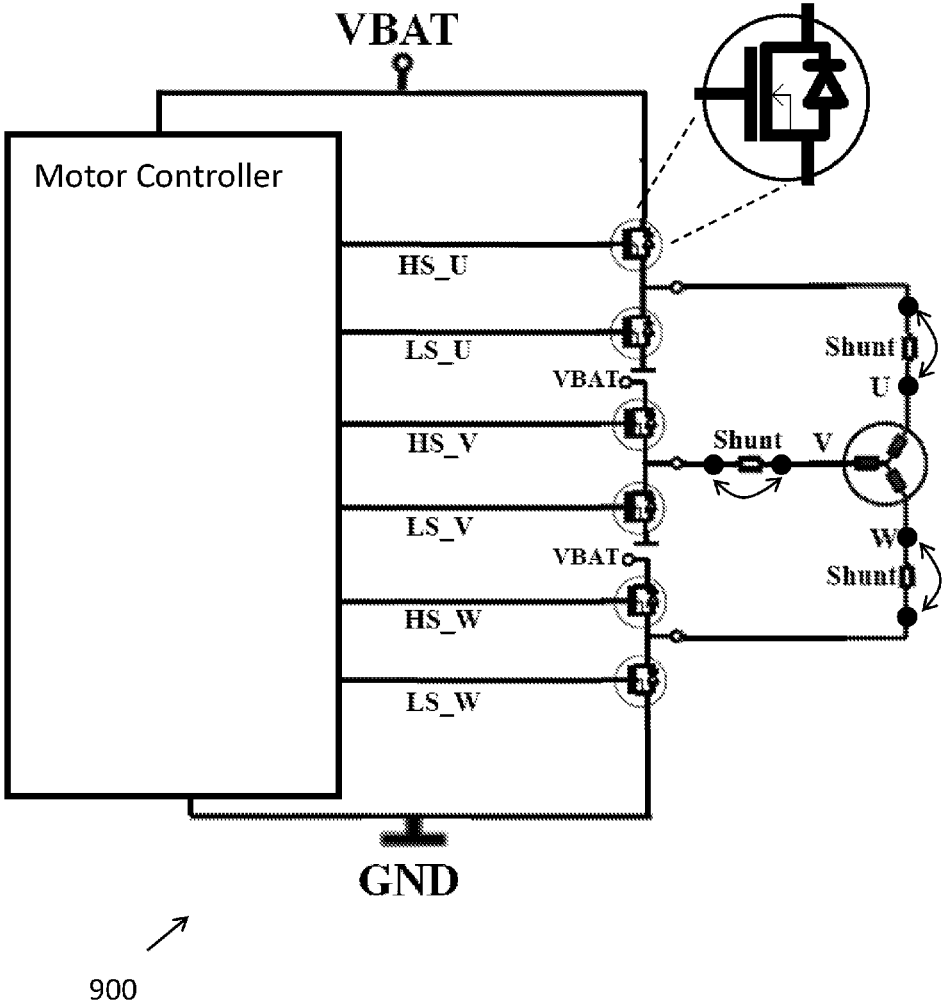 VBAT
Motor Controller
HS_U
LS_U
Shunt
VBAT
U
HS_V
Shunt
V
LS_V
W
VBAT
Shunt
HS_W
LS_W
GND
900